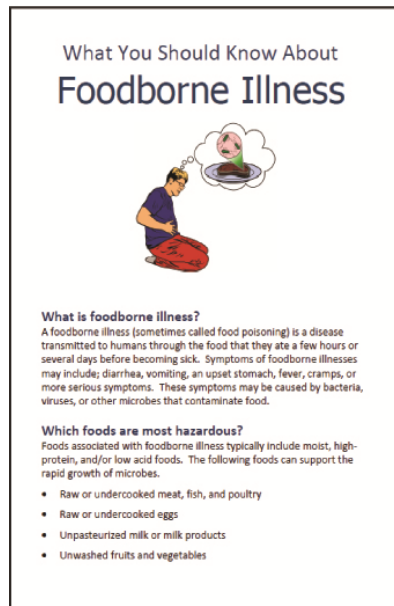 What You Should Know About
Foodborne Illness
What is foodborne illness?
A foodborne illness (sometimes called food poisoning) is a disease
transmitted to humans through the food that they ate a few hours or
several days before becoming sick.  Symptoms of foodborne illnesses
may include; diarrhea, vomiting, an upset stomach, fever, cramps, or
more serious symptoms.  These symptoms may be caused by bacteria,
viruses, or other microbes that contaminate food.
Which foods are most hazardous?
Foods associated with foodborne illness typically include moist, high-
protein, and/or low acid foods.  The following foods can support the
rapid growth of microbes.
• Raw or undercooked meat, fish, and poultry
• Raw or undercooked eggs
• Unpasteurized milk or milk products
• Unwashed fruits and vegetables